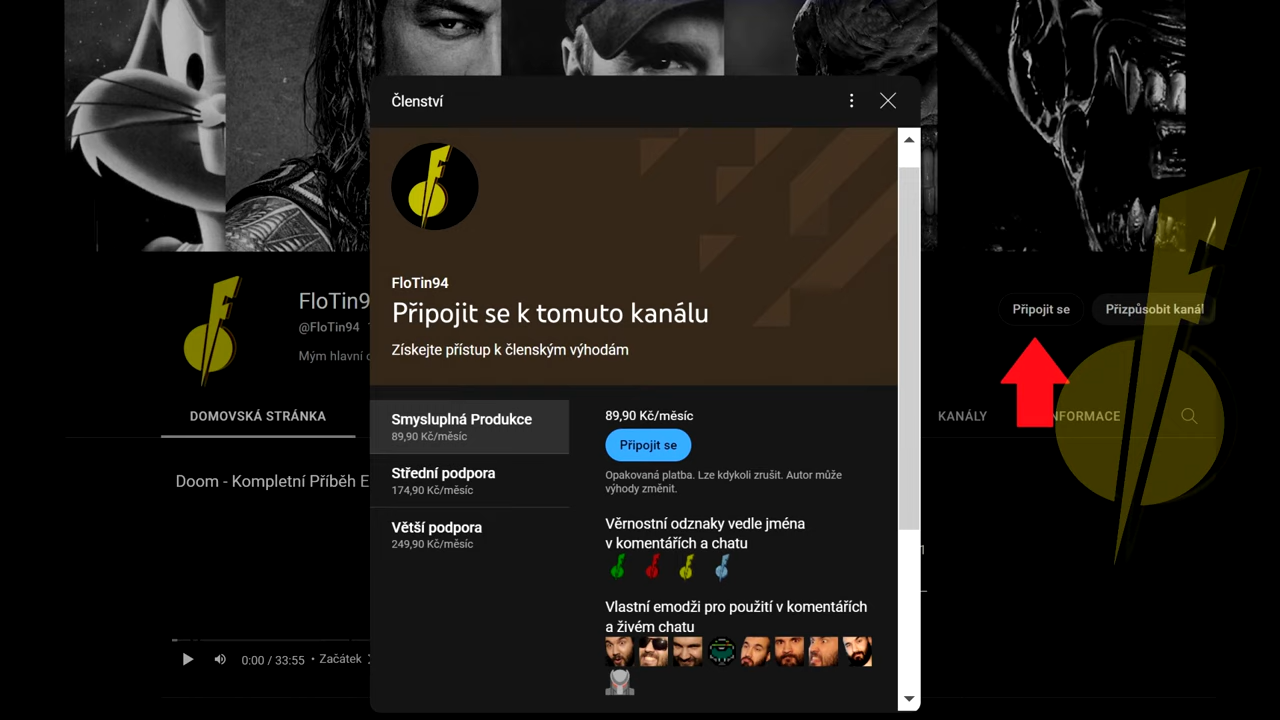 Členství
FloTin94
Připojit se k tomuto kanálu
Získejte přístup k členským výhodám
FloTin9
@FloTin94
Mým hlavní
Připojit se
Přizpůsobit kanál
DOMOVSKÁ STRÁNKA
KANÁLY
NFORMACE
Smysluplná Produkce
89,90 Kč/měsíc
Střední podpora
174,90 Kč/měsíc
Větší podpora
249,90 Kč/měsíc
89,90 Kč/měsíc
Připojit se
Opakovaná platba. Lze kdykoli zrušit. Autor může
výhody změnit.
Věrnostní odznaky vedle jména
v komentářích a chatu
Vlastní emodži pro použití v komentářích
a živém chatu
Doom - Kompletní Příběh E
0:00 / 33:55 • Začátek